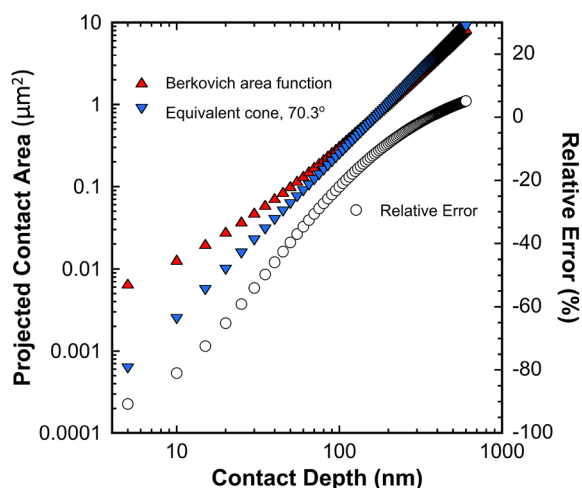 10
1
0.1
0.01
0.001
0.0001
Projected Contact Area (μm²)
Berkovich area function
Equivalent cone, 70.3º
Relative Error
20
0
-20
-40
-60
-80
-100
Relative Error (%)
10
100
1000
Contact Depth (nm)